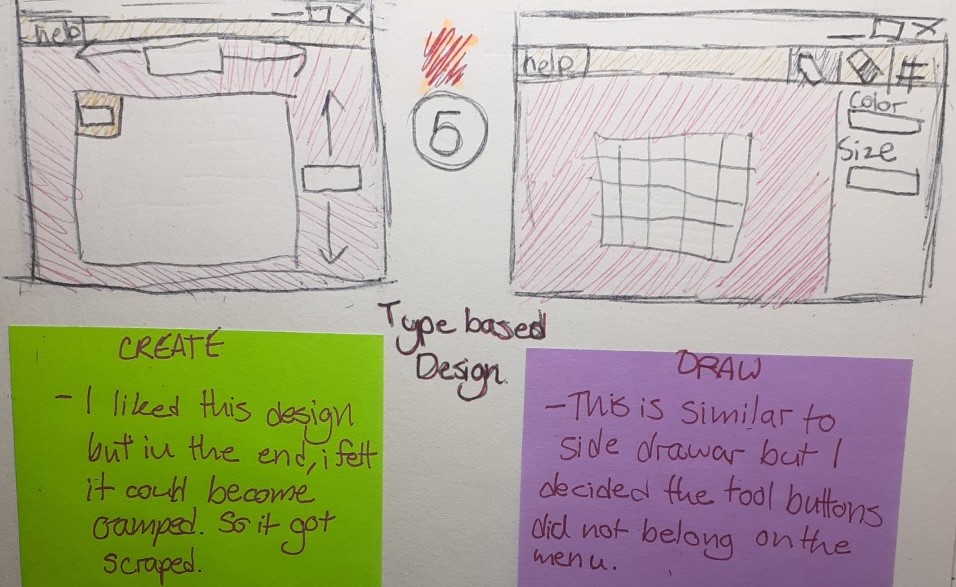 help
5
help
#
Color
Size
Type based
Design.
CREATE
- I liked this design
but in the end, i felt
it could become
cramped. So it got
scraped.
DRAW
- This is similar to
side drawar but I
decided the tool buttons
did not belong on the
menu.